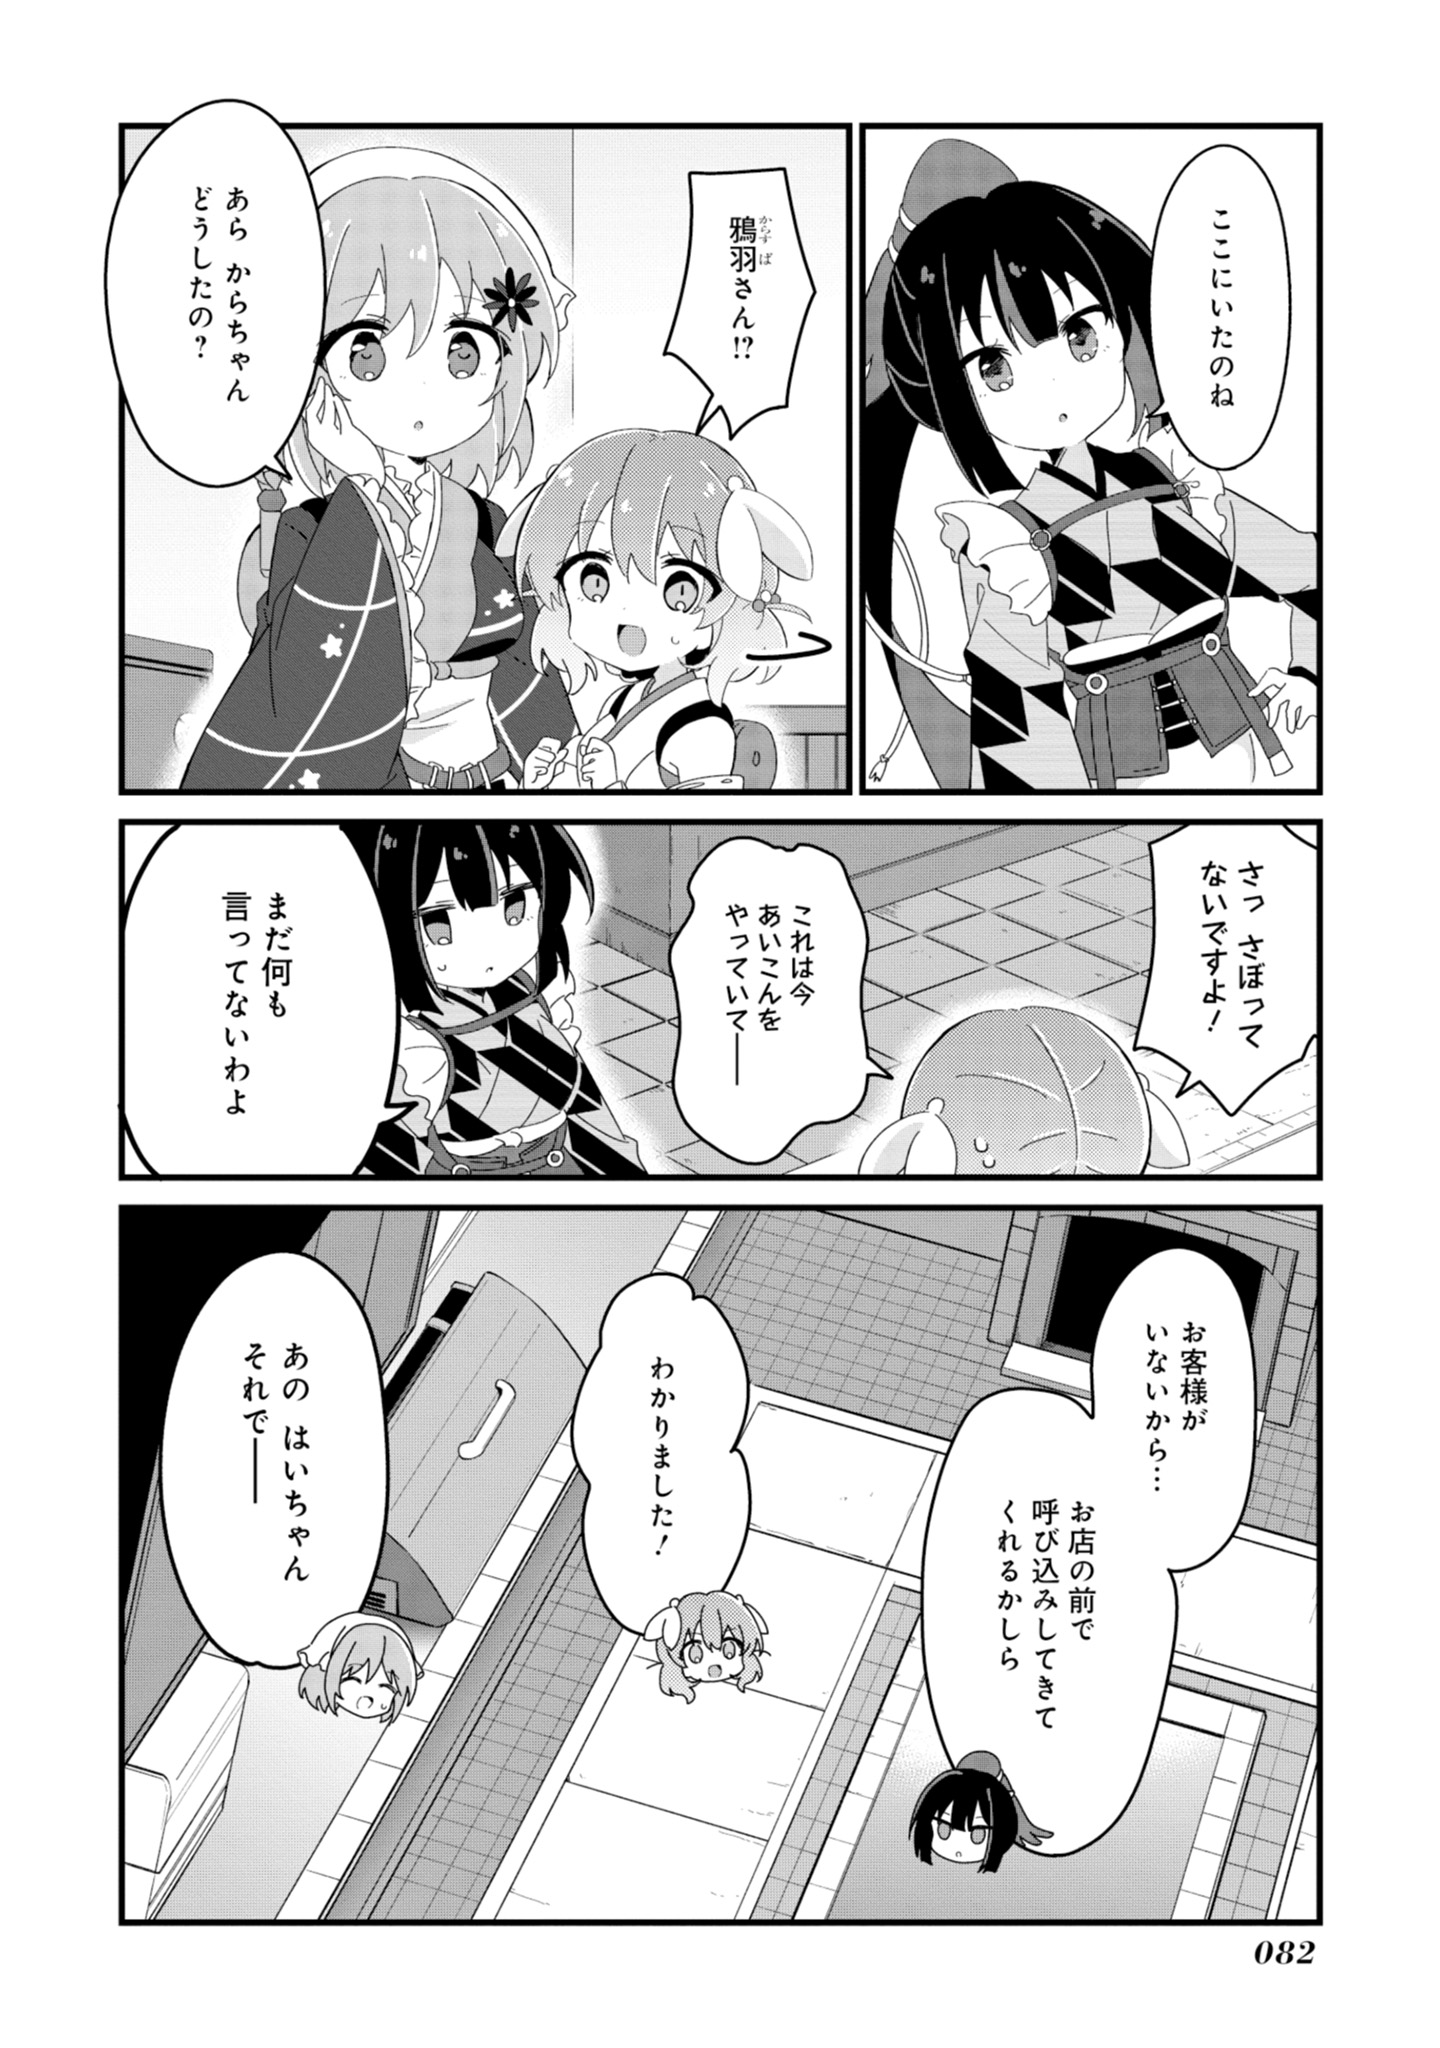 ここにいたのね
鴉羽さん!?
からすば
あら からちゃん
どうしたの?
さっ さぼって
ないですよ!
これは今
あいこんを
やっていて──
まだ何も
言ってないわよ
お客様が
いないから…
お店の前で
呼び込みしてきて
くれるかしら
わかりました!
あの はいちゃん
それで──
082